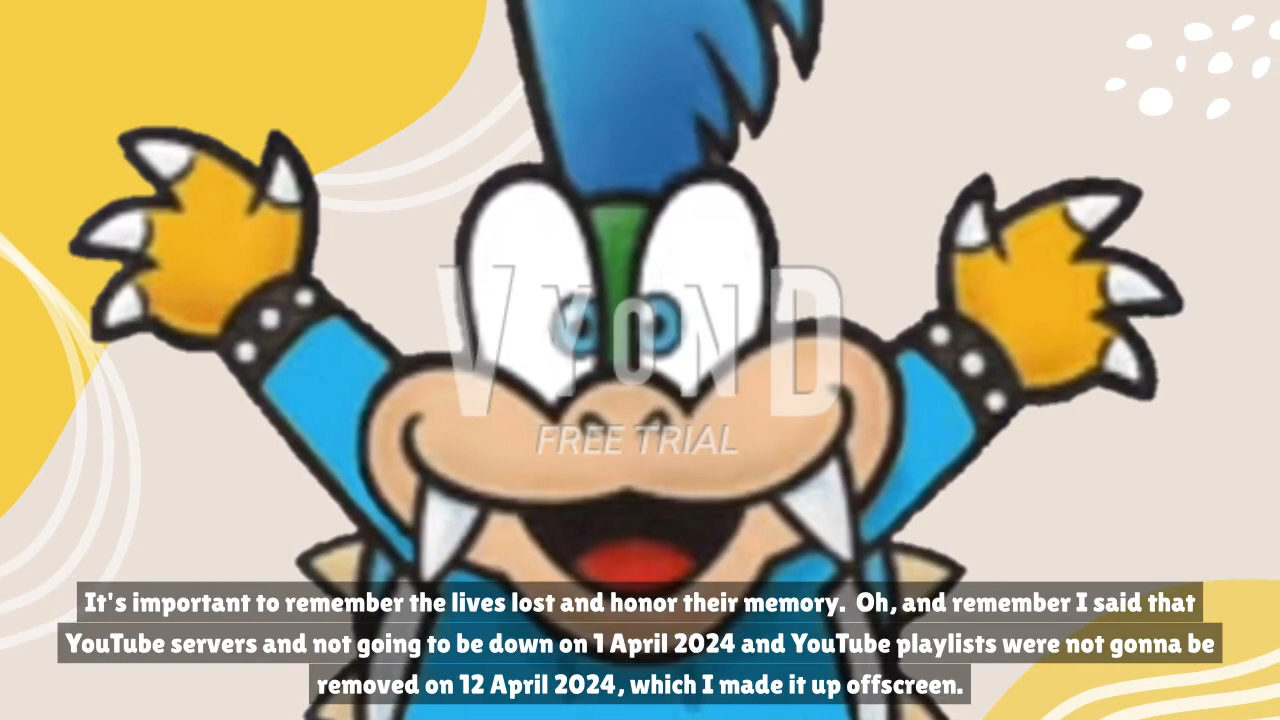 VYOND
FREE TRIAL
It's important to remember the lives lost and honor their memory. Oh, and remember I said that
YouTube servers and not going to be down on 1 April 2024 and YouTube playlists were not gonna be
removed on 12 April 2024, which I made it up offscreen.